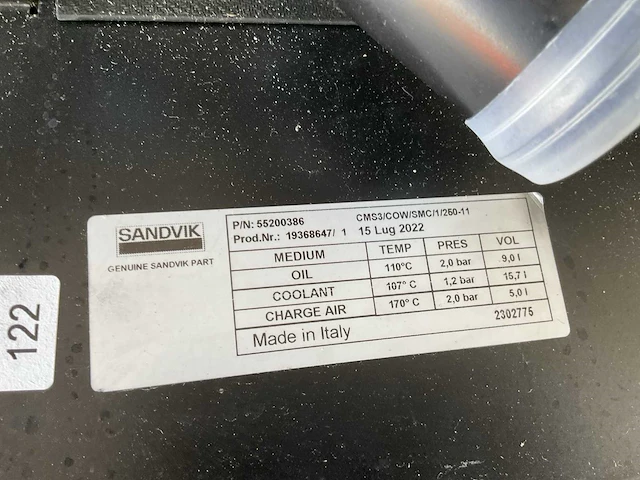 SANDVIK
GENUINE SANDVIK PART
P/N: 55200386 CMS3/COW/SMC/1/250-11
Prod.Nr.: 19368647/ 1 15 Lug 2022
MEDIUM TEMP PRES VOL
OIL 110°C 2,0 bar 9,0 l
COOLANT 107° C 1,2 bar 15,7 l
CHARGE AIR 170° C 2,0 bar 5,0 l
Made in Italy 2302775
122